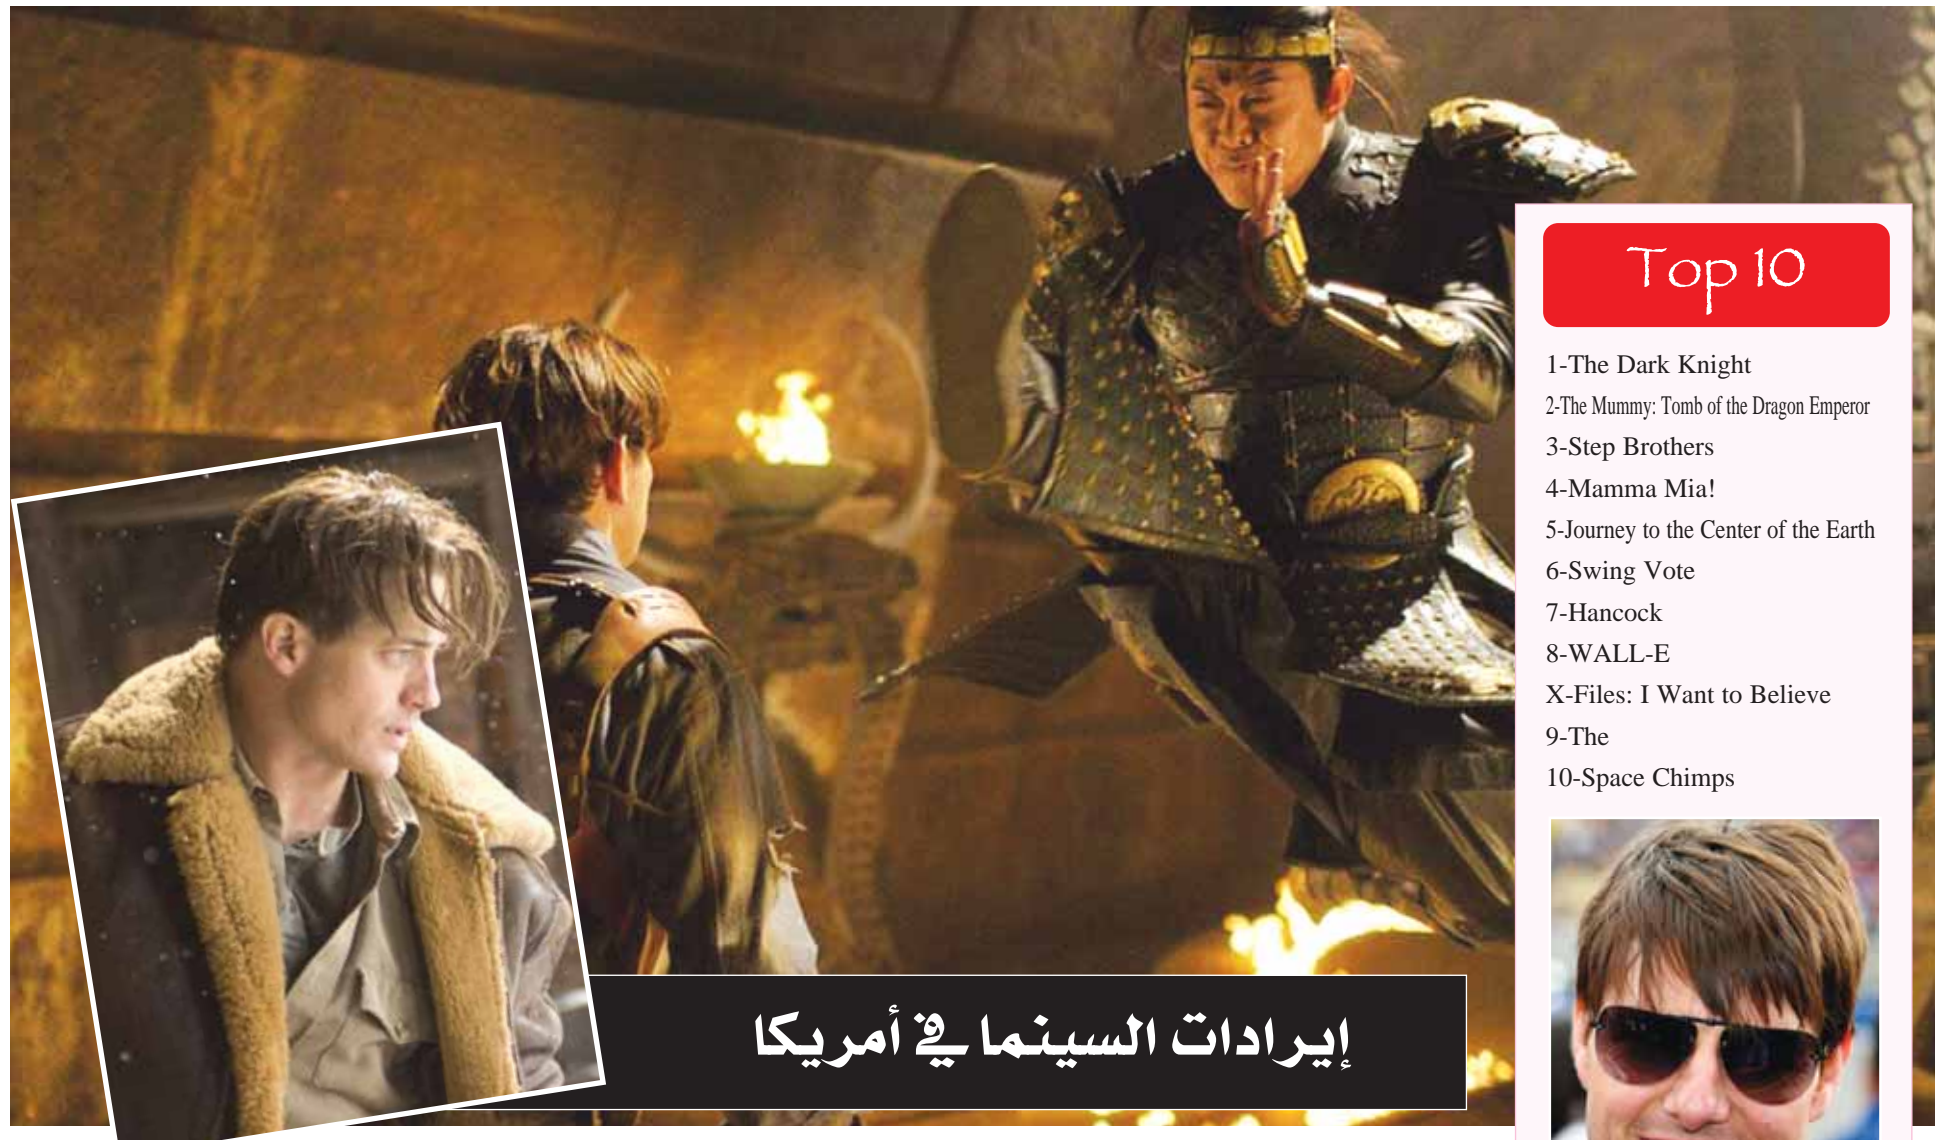 Top 10
1-The Dark Knight
2-The Mummy: Tomb of the Dragon Emperor
3-Step Brothers
4-Mamma Mia!
5-Journey to the Center of the Earth
6-Swing Vote
7-Hancock
8-WALL-E
X-Files: I Want to Believe
9-The
10-Space Chimps
إيرادات السينما في أمريكا